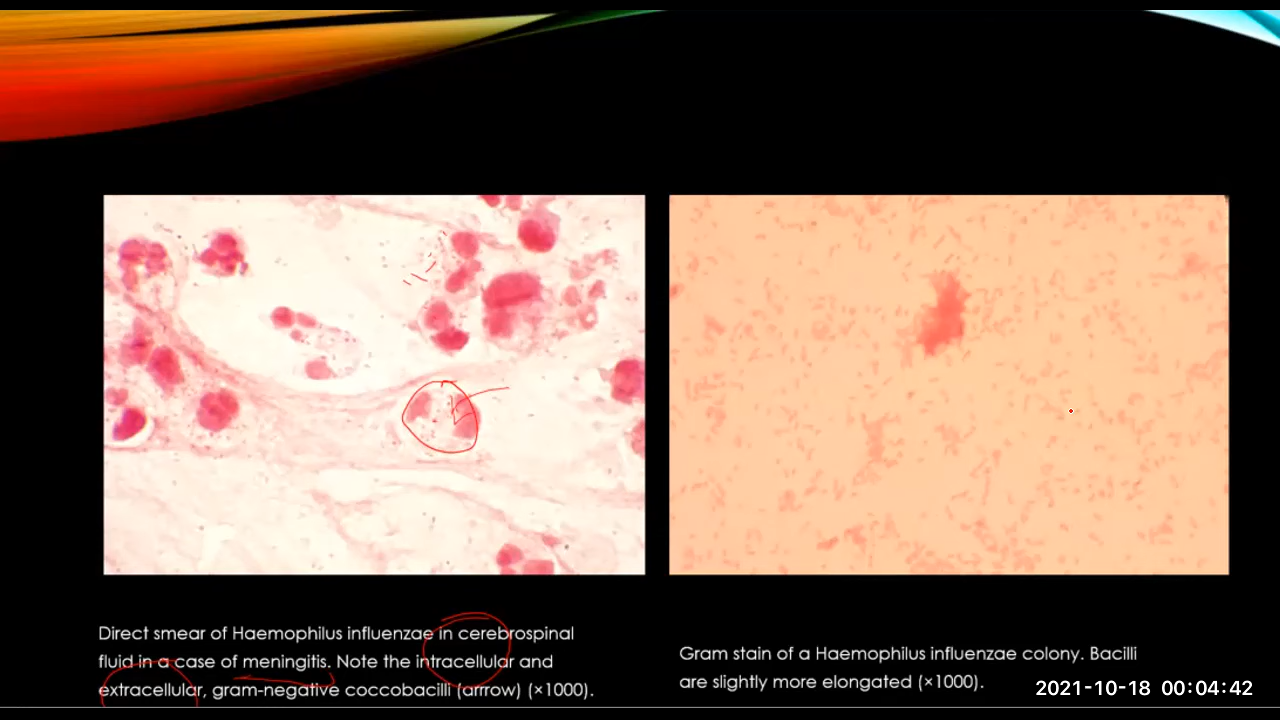 Direct smear of Haemophilus influenzae in cerebrospinal
fluid in a case of meningitis. Note the intracellular and
extracellular, gram-negative coccobacilli (arrrow) (×1000).
Gram stain of a Haemophilus influenzae colony. Bacilli
are slightly more elongated (×1000).
2021-10-18 00:04:42